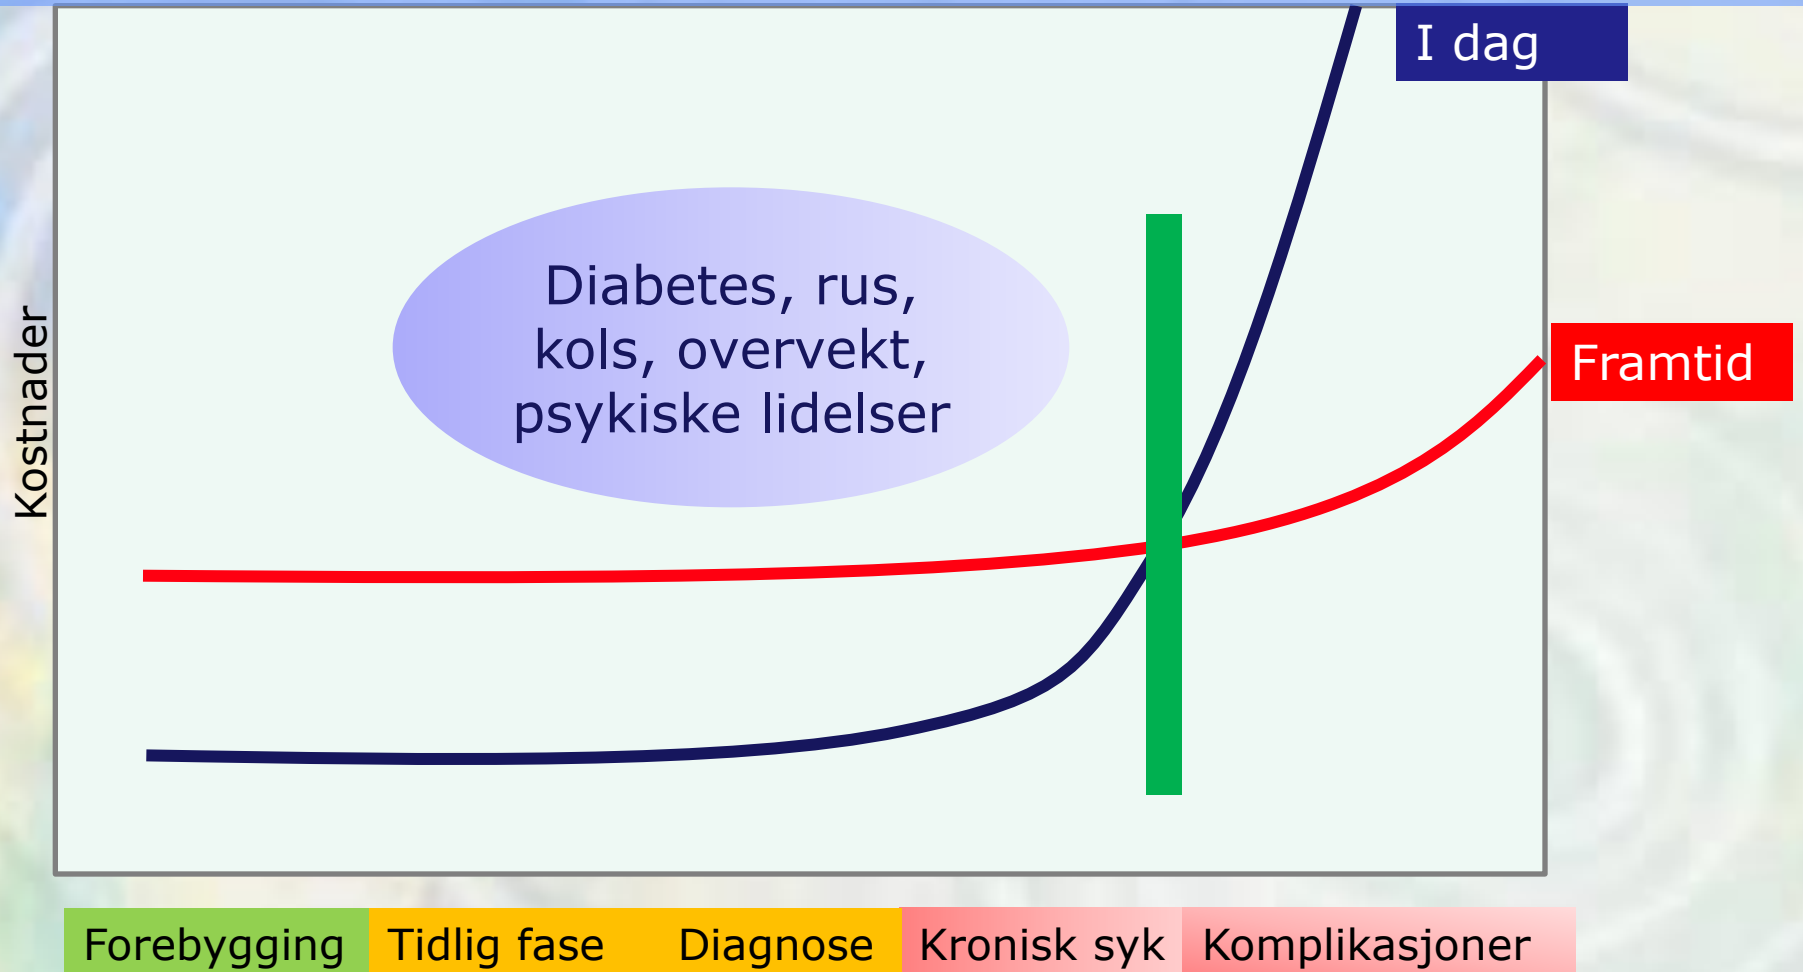 I dag
Diabetes, rus,
kols, overvekt,
psykiske lidelser
Kostnader
Framtid
Forebygging
Tidlig fase
Diagnose
Kronisk syk
Komplikasjoner